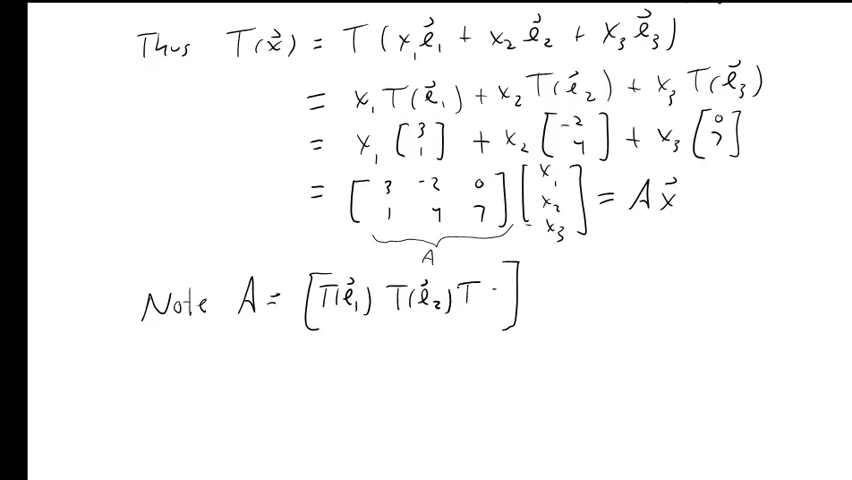 Thus T(x⃗) = T(x₁e⃗₁ + x₂e⃗₂ + x₃e⃗₃)
= x₁T(e⃗₁) + x₂T(e⃗₂) + x₃T(e⃗₃)
= x₁ [3 1] + x₂ [-2 4] + x₃ [0 7]
= [3 -2 0 1 4 7] [x₁ x₂ x₃] = Ax⃗
A
Note A = [T(e⃗₁) T(e⃗₂) T ]